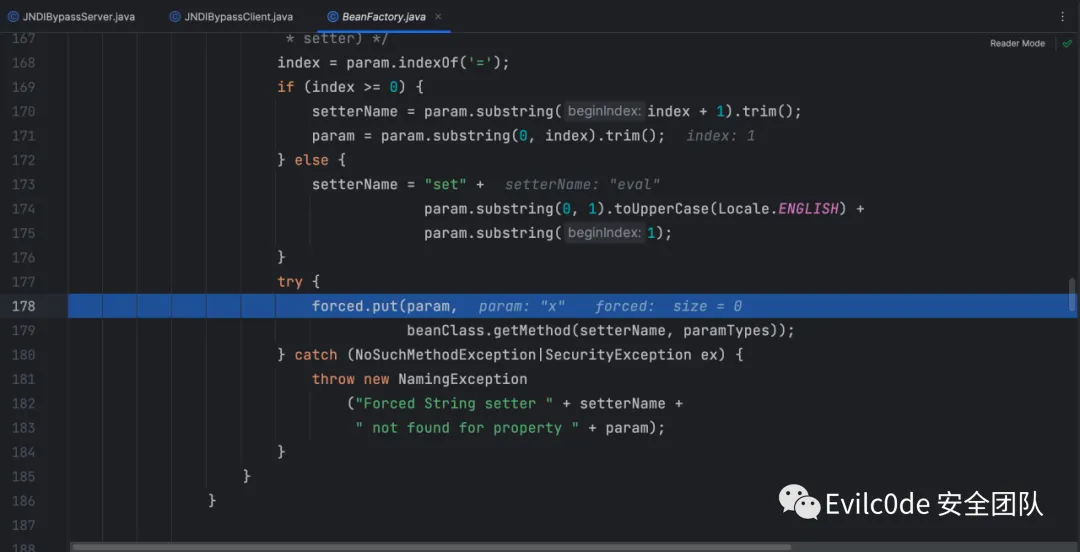 JNDIBypassServer.java JNDIBypassClient.java BeanFactory.java ×
Reader Mode
167 * setter) */
168 index = param.indexOf('=');
169 if (index >= 0) {
170 setterName = param.substring( beginIndex: index + 1).trim();
171 param = param.substring(0, index).trim(); index: 1
172 } else {
173 setterName = "set" + setterName: "eval"
174 param.substring(0, 1).toUpperCase(Locale.ENGLISH) +
175 param.substring( beginIndex: 1);
176 }
177 try {
178 forced.put(param, param: "x" forced: size = 0
179 beanClass.getMethod(setterName, paramTypes));
180 } catch (NoSuchMethodException|SecurityException ex) {
181 throw new NamingException
182 ("Forced String setter " + setterName +
183 " not found for property " + param);
184 }
185 }
186 }
187
188
Evilc0de 安全团队